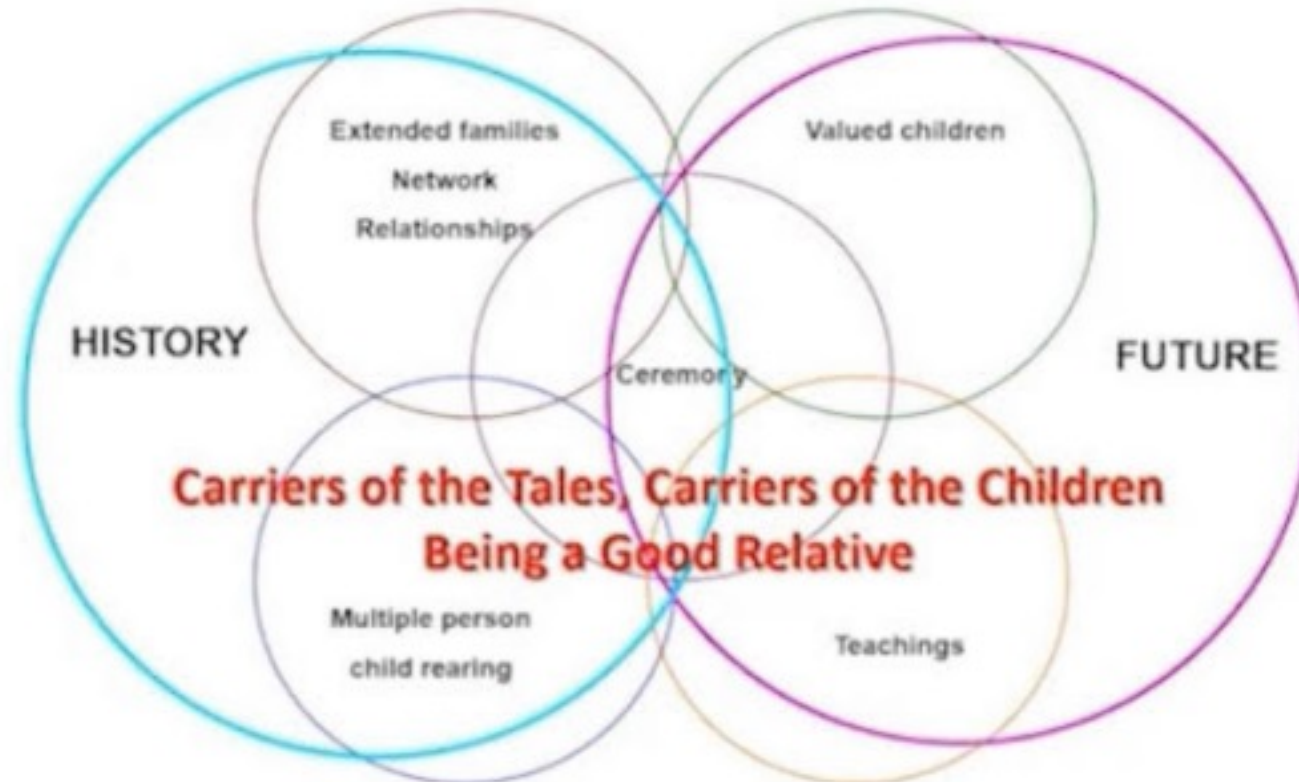 Extended families
Network
Relationships
Valued children
HISTORY
FUTURE
Ceremony
Carriers of the Tales, Carriers of the Children
Being a Good Relative
Multiple person
child rearing
Teachings